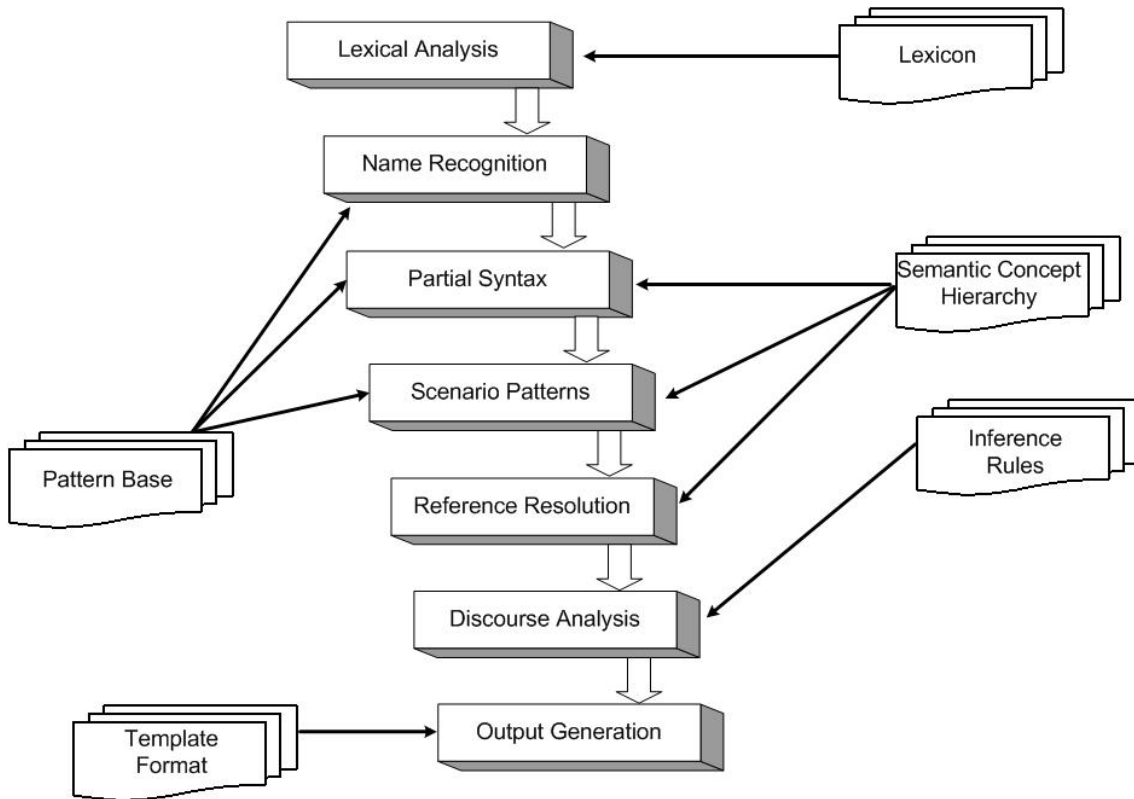 Lexical Analysis
Lexicon
Name Recognition
Partial Syntax
Semantic Concept
Hierarchy
Scenario Patterns
Inference
Rules
Pattern Base
Reference Resolution
Discourse Analysis
Output Generation
Template
Format